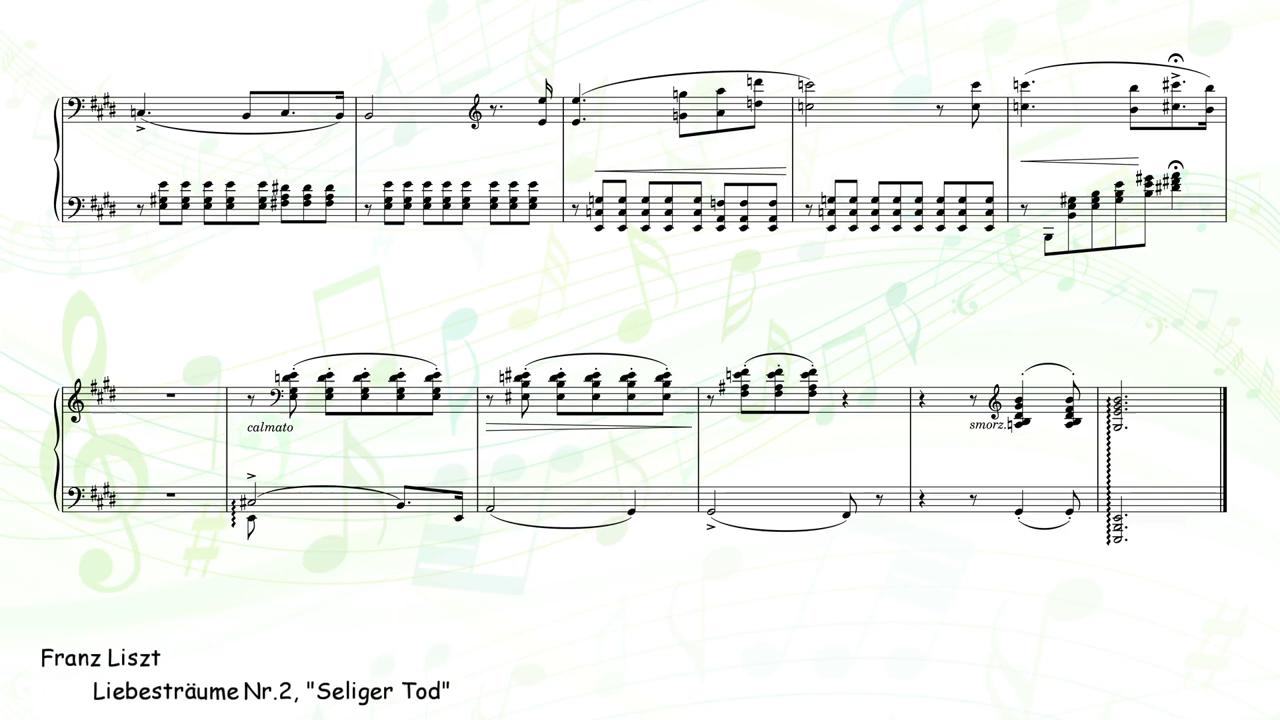 calmato
smorz.
Franz Liszt
Liebesträume Nr.2, "Seliger Tod"